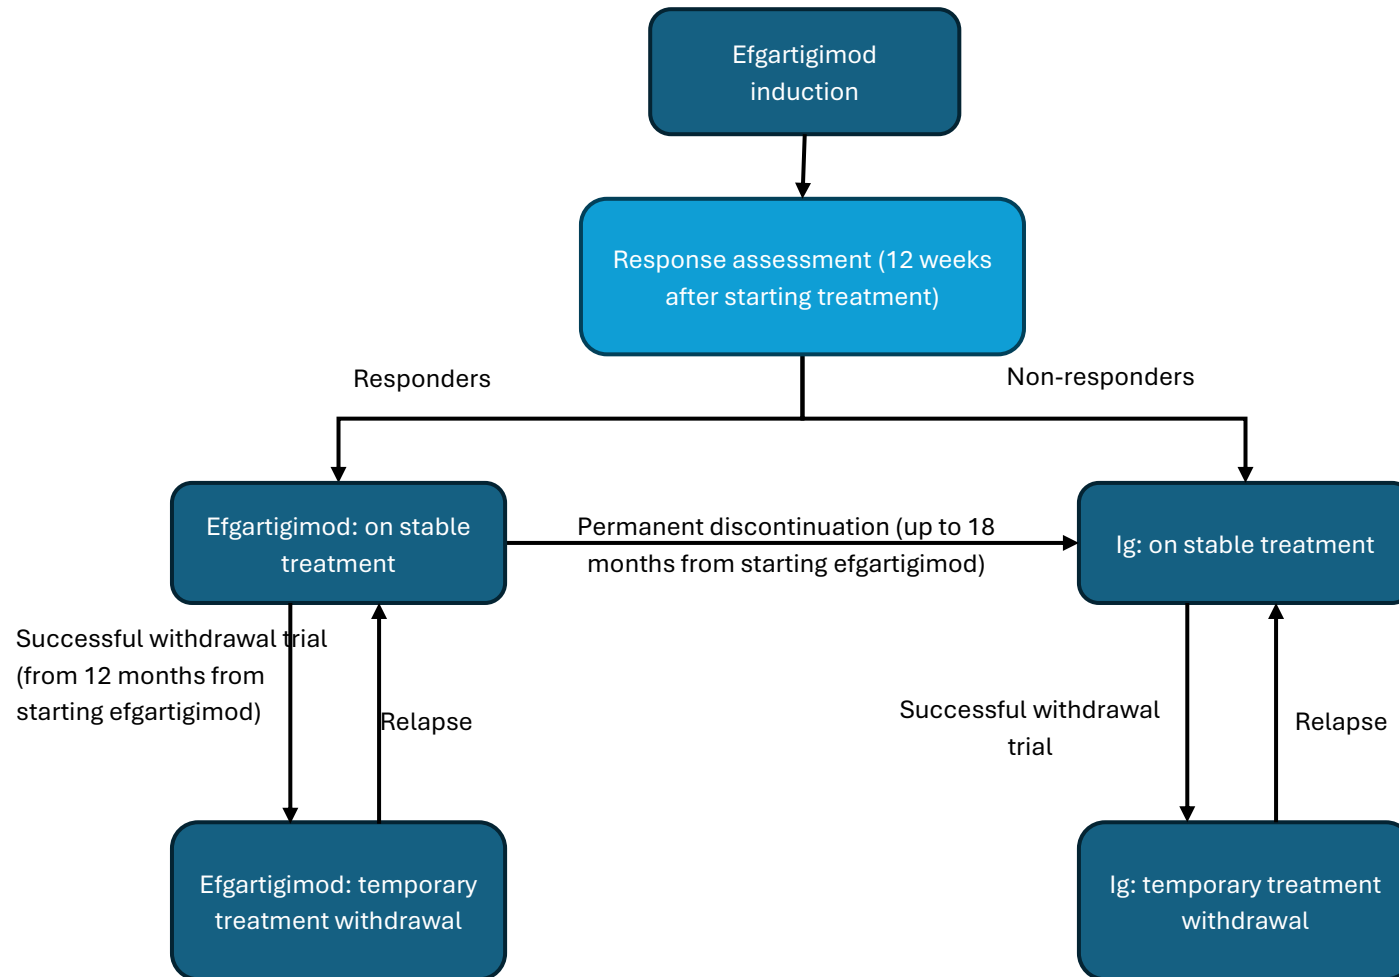 Efgartigimod
induction
Response assessment (12 weeks
after starting treatment)
Responders
Non-responders
Efgartigimod: on stable
treatment
Permanent discontinuation (up to 18
months from starting efgartigimod)
Ig: on stable treatment
Successful withdrawal trial
(from 12 months from
starting efgartigimod)
Relapse
Successful withdrawal
trial
Relapse
Efgartigimod: temporary
treatment withdrawal
Ig: temporary treatment
withdrawal